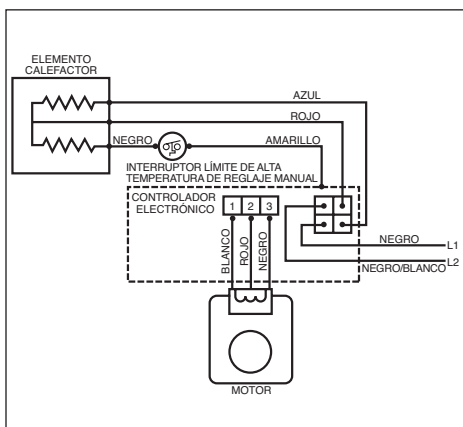 ELEMENTO
CALEFACTOR
AZUL
ROJO
NEGRO
AMARILLO
INTERRUPTOR LÍMITE DE ALTA
TEMPERATURA DE REGLAJE MANUAL
CONTROLADOR
ELECTRÓNICO
1 2 3
BLANCO
ROJO
NEGRO
NEGRO
L1
L2
NEGRO/BLANCO
MOTOR